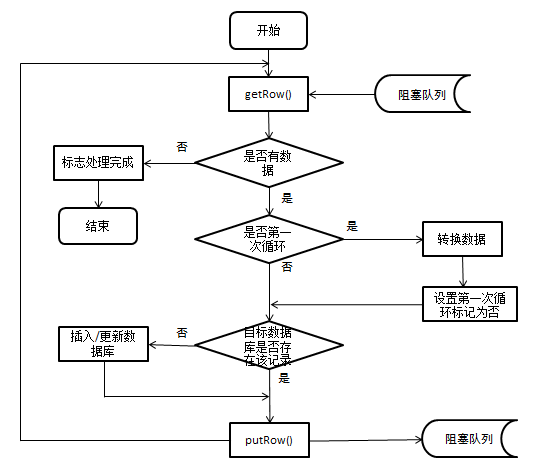 开始
getRow()
阻塞队列
否
标志处理完成
是否有数
据
是
结束
是否第一
次循环
是
转换数据
否
设置第一次循
环标记为否
插入/更新数
据库
否
目标数据
库是否存
在该记录
是
putRow()
阻塞队列